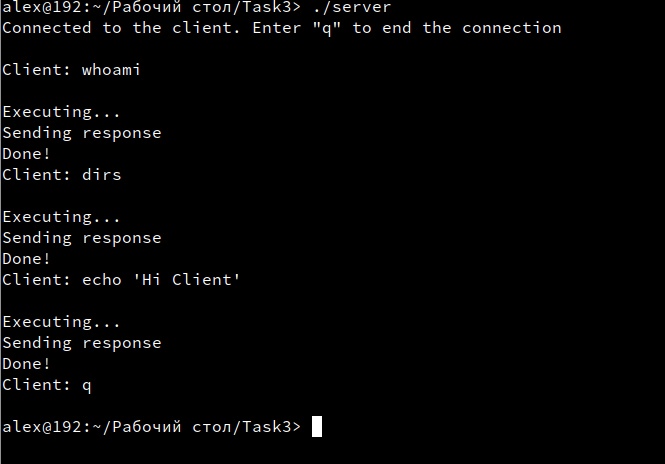 alex@192:~/Рабочий стол/Task3> ./server
Connected to the client. Enter "q" to end the connection
Client: whoami
Executing...
Sending response
Done!
Client: dirs
Executing...
Sending response
Done!
Client: echo 'Hi Client'
Executing...
Sending response
Done!
Client: q
alex@192:~/Рабочий стол/Task3>